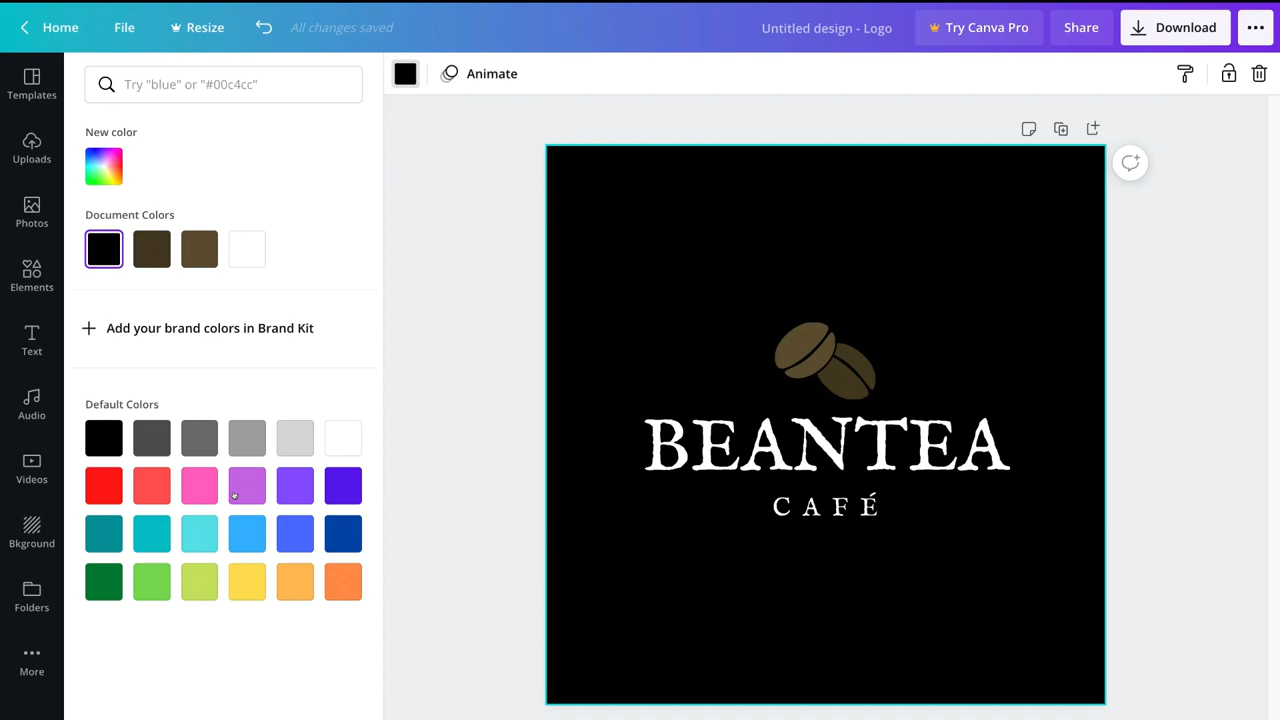 Home File Resize All changes saved Untitled design - Logo Try Canva Pro Share Download
Templates
Uploads
Photos
Elements
Text
Audio
Videos
Bkground
Folders
More
Try "blue" or "#00c4cc"
New color
Document Colors
Add your brand colors in Brand Kit
Default Colors
Animate
BEANTEA
CAFÉ